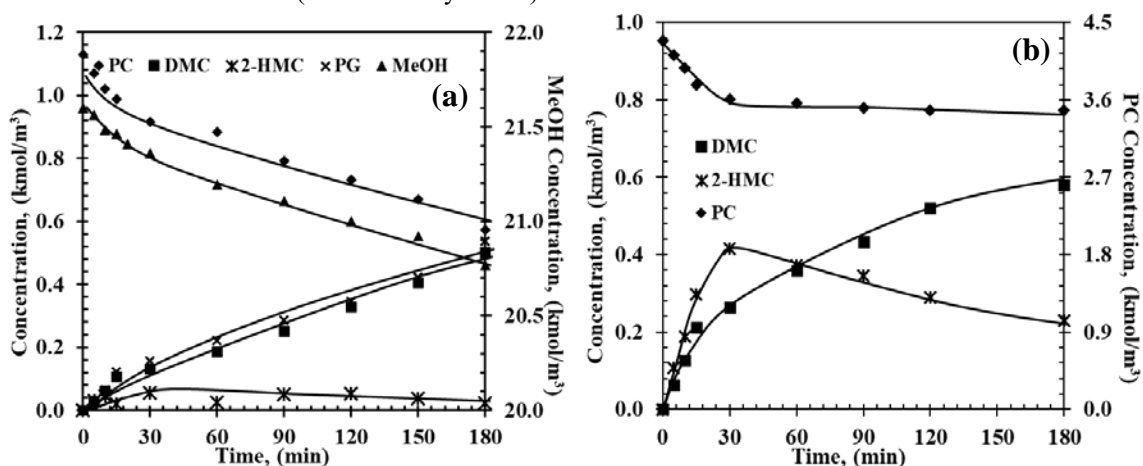 1.2
1.0
0.8
0.6
0.4
0.2
0.0
Concentration, (kmol/m³)
PC DMC 2-HMC PG MeOH
(a)
22.0
21.5
21.0
20.5
20.0
MeOH Concentration, (kmol/m³)
0 30 60 90 120 150 180
Time, (min)
(b)
1.0
0.8
0.6
0.4
0.2
0.0
Concentration, (kmol/m³)
DMC
2-HMC
PC
4.5
3.6
2.7
1.8
0.9
0.0
PC Concentration, (kmol/m³)
0 30 60 90 120 150 180
Time, (min)